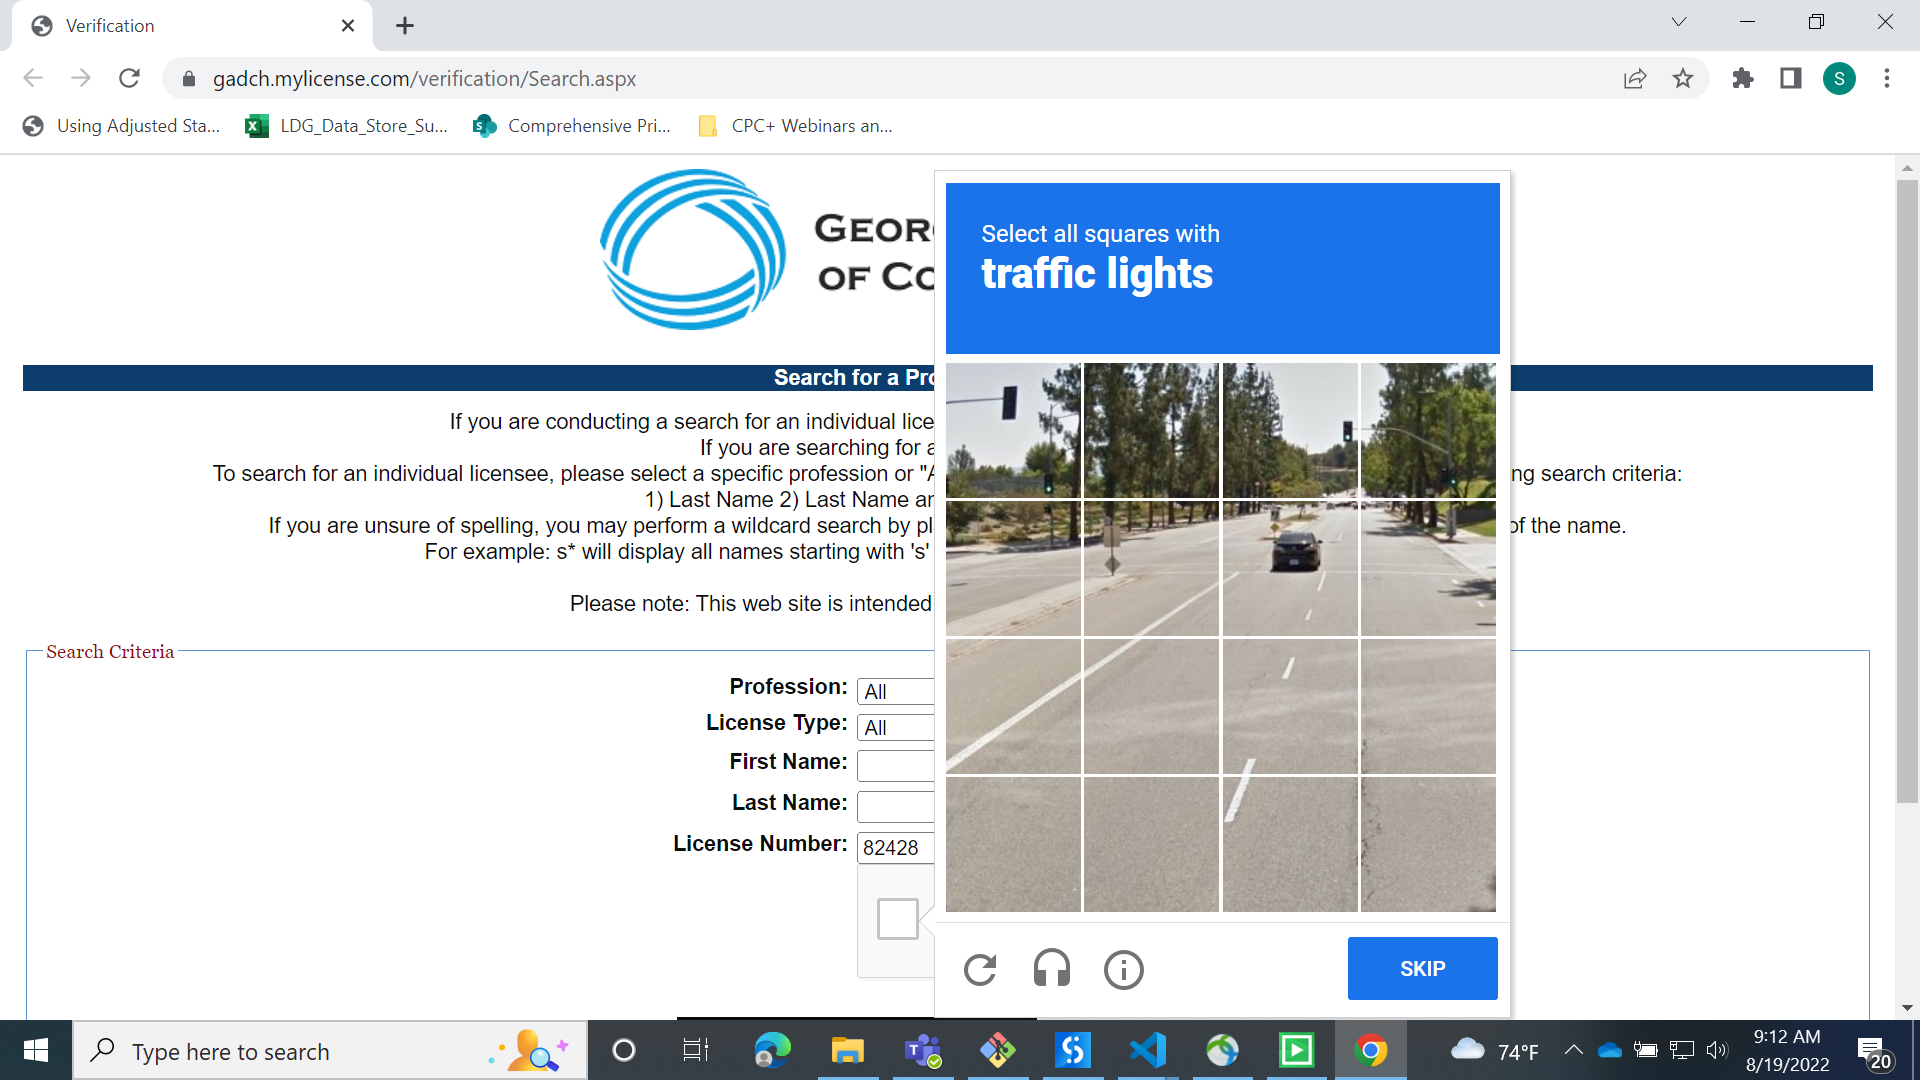 Verification
gadch.mylicense.com/verification/Search.aspx
S
Using Adjusted Sta...
LDG_Data_Store_Su...
Comprehensive Pri...
CPC+ Webinars an...
GEOR
OF CO
Select all squares with
traffic lights
Search for a Pro
If you are conducting a search for an individual lice
If you are searching for a
To search for an individual licensee, please select a specific profession or "A
ng search criteria:
1) Last Name 2) Last Name an
If you are unsure of spelling, you may perform a wildcard search by pl
of the name.
For example: s* will display all names starting with 's'
Please note: This web site is intended
Search Criteria
Profession: All
License Type: All
First Name:
Last Name:
License Number: 82428
SKIP
Type here to search
74°F
9:12 AM
8/19/2022
20